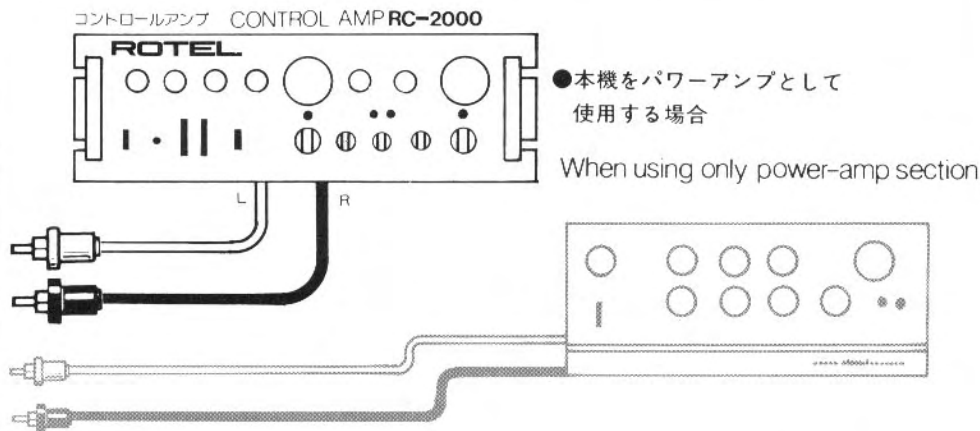 コントロールアンプ CONTROL AMP RC-2000
ROTEL
●本機をパワーアンプとして
使用する場合
When using only power-amp section
L
R